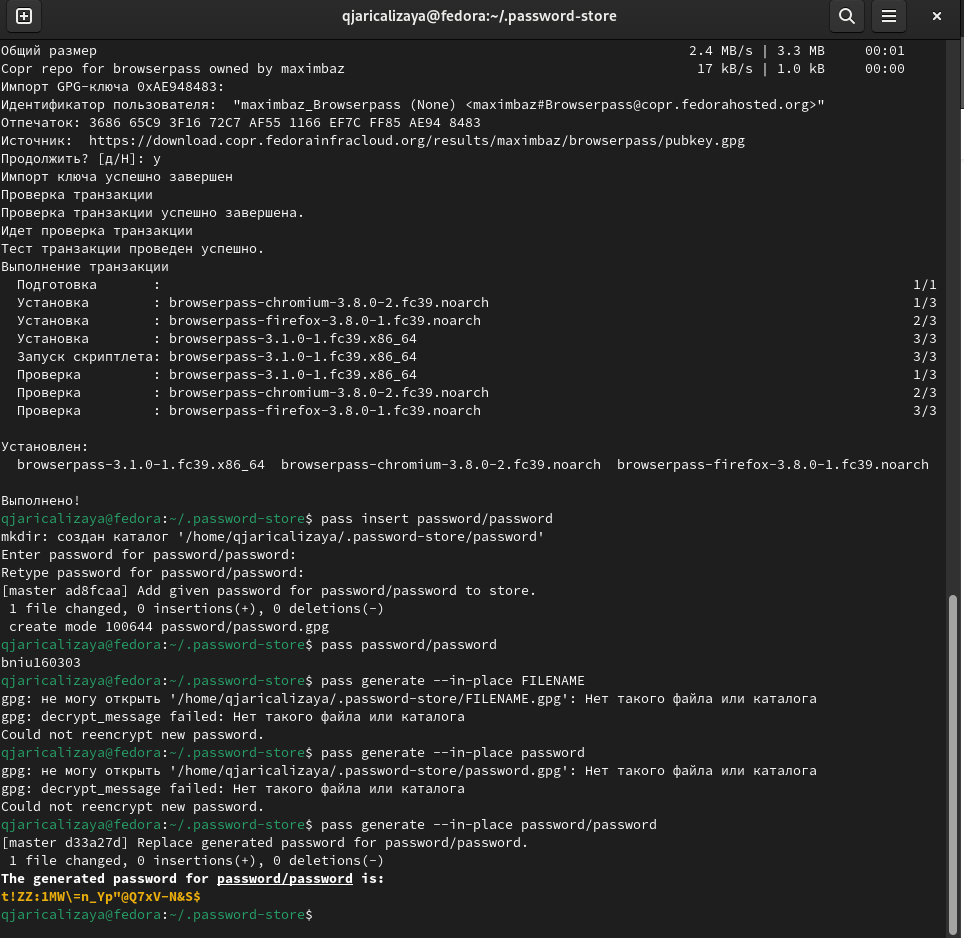 qjaricalizaya@fedora:~/.password-store
Общий размер 2.4 MB/s | 3.3 MB 00:01
Copr repo for browserpass owned by maximbaz 17 kB/s | 1.0 kB 00:00
Импорт GPG-ключа 0xAE948483:
Идентификатор пользователя: "maximbaz_Browserpass (None) <maximbaz#Browserpass@copr.fedorahosted.org>"
Отпечаток: 3686 65C9 3F16 72C7 AF55 1166 EF7C FF85 AE94 8483
Источник: https://download.copr.fedorainfracloud.org/results/maximbaz/browserpass/pubkey.gpg
Продолжить? [д/Н]: y
Импорт ключа успешно завершен
Проверка транзакции
Проверка транзакции успешно завершена.
Идет проверка транзакции
Тест транзакции проведен успешно.
Выполнение транзакции
Подготовка : 1/1
Установка : browserpass-chromium-3.8.0-2.fc39.noarch 1/3
Установка : browserpass-firefox-3.8.0-1.fc39.noarch 2/3
Установка : browserpass-3.1.0-1.fc39.x86_64 3/3
Запуск скриптлета: browserpass-3.1.0-1.fc39.x86_64 3/3
Проверка : browserpass-3.1.0-1.fc39.x86_64 1/3
Проверка : browserpass-chromium-3.8.0-2.fc39.noarch 2/3
Проверка : browserpass-firefox-3.8.0-1.fc39.noarch 3/3
Установлен:
browserpass-3.1.0-1.fc39.x86_64 browserpass-chromium-3.8.0-2.fc39.noarch browserpass-firefox-3.8.0-1.fc39.noarch
Выполнено!
qjaricalizaya@fedora:~/.password-store$ pass insert password/password
mkdir: создан каталог '/home/qjaricalizaya/.password-store/password'
Enter password for password/password:
Retype password for password/password:
[master ad8fcaa] Add given password for password/password to store.
1 file changed, 0 insertions(+), 0 deletions(-)
create mode 100644 password/password.gpg
qjaricalizaya@fedora:~/.password-store$ pass password/password
bniu160303
qjaricalizaya@fedora:~/.password-store$ pass generate --in-place FILENAME
gpg: не могу открыть '/home/qjaricalizaya/.password-store/FILENAME.gpg': Нет такого файла или каталога
gpg: decrypt_message failed: Нет такого файла или каталога
Could not reencrypt new password.
qjaricalizaya@fedora:~/.password-store$ pass generate --in-place password
gpg: не могу открыть '/home/qjaricalizaya/.password-store/password.gpg': Нет такого файла или каталога
gpg: decrypt_message failed: Нет такого файла или каталога
Could not reencrypt new password.
qjaricalizaya@fedora:~/.password-store$ pass generate --in-place password/password
[master d33a27d] Replace generated password for password/password.
1 file changed, 0 insertions(+), 0 deletions(-)
The generated password for password/password is:
t!ZZ:1MW\=n_Yp"@Q7xV-N&S$
qjaricalizaya@fedora:~/.password-store$